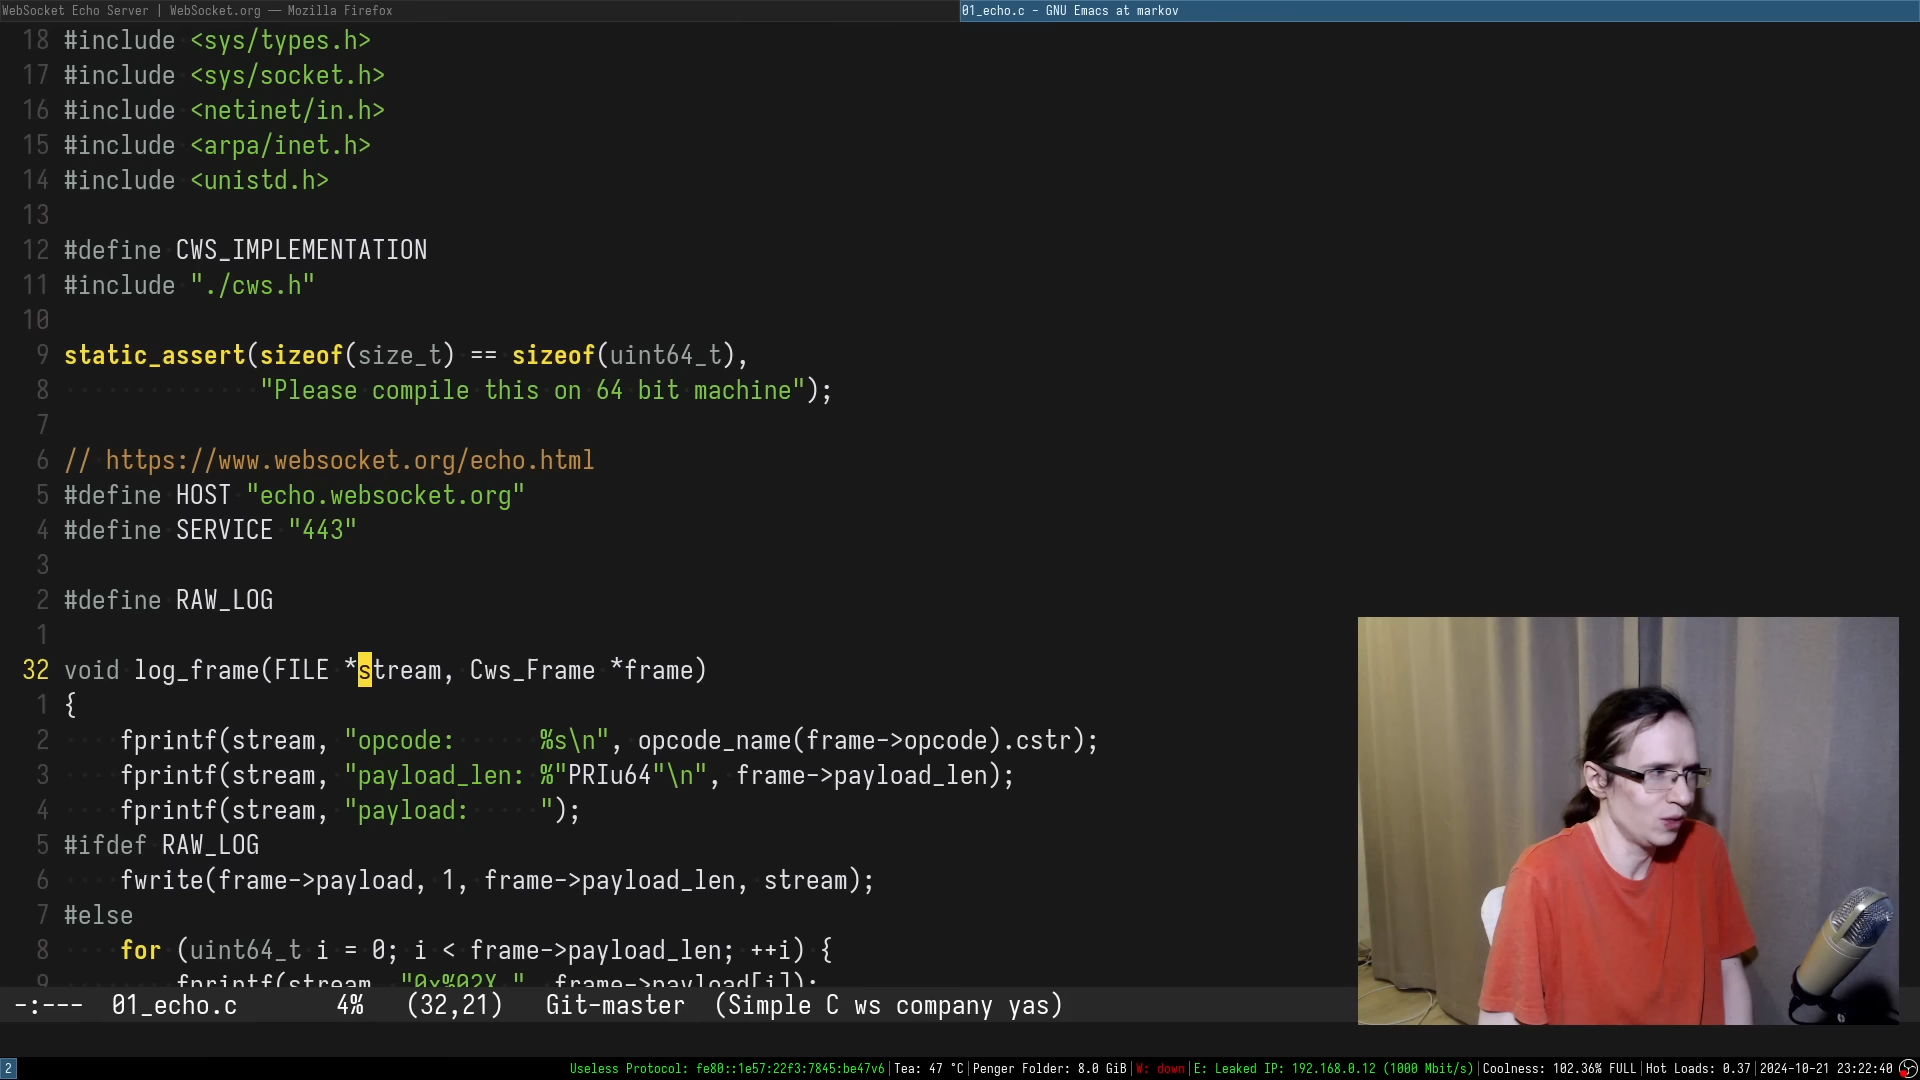 WebSocket Echo Server | WebSocket.org — Mozilla Firefox
01_echo.c - GNU Emacs at markov
18 #include <sys/types.h>
17 #include <sys/socket.h>
16 #include <netinet/in.h>
15 #include <arpa/inet.h>
14 #include <unistd.h>
13
12 #define CWS_IMPLEMENTATION
11 #include "./cws.h"
10
9 static_assert(sizeof(size_t) == sizeof(uint64_t),
8 "Please compile this on 64 bit machine");
7
6 // https://www.websocket.org/echo.html
5 #define HOST "echo.websocket.org"
4 #define SERVICE "443"
3
2 #define RAW_LOG
1
32 void log_frame(FILE *stream, Cws_Frame *frame)
1 {
2 fprintf(stream, "opcode:      %s\n", opcode_name(frame->opcode).cstr);
3 fprintf(stream, "payload_len: %"PRIu64"\n", frame->payload_len);
4 fprintf(stream, "payload:     ");
5 #ifdef RAW_LOG
6 fwrite(frame->payload, 1, frame->payload_len, stream);
7 #else
8 for (uint64_t i = 0; i < frame->payload_len; ++i) {
9 fprintf(stream, "0x%02X ", frame->payload[i]);
-:--- 01_echo.c 4% (32,21) Git-master (Simple C ws company yas)
2 Useless Protocol: fe80::1e57:22f3:7845:be47v6|Tea: 47 °C|Penger Folder: 8.0 GiB|W: down|E: Leaked IP: 192.168.0.12 (1000 Mbit/s)|Coolness: 102.36% FULL|Hot Loads: 0.37|2024-10-21 23:22:40